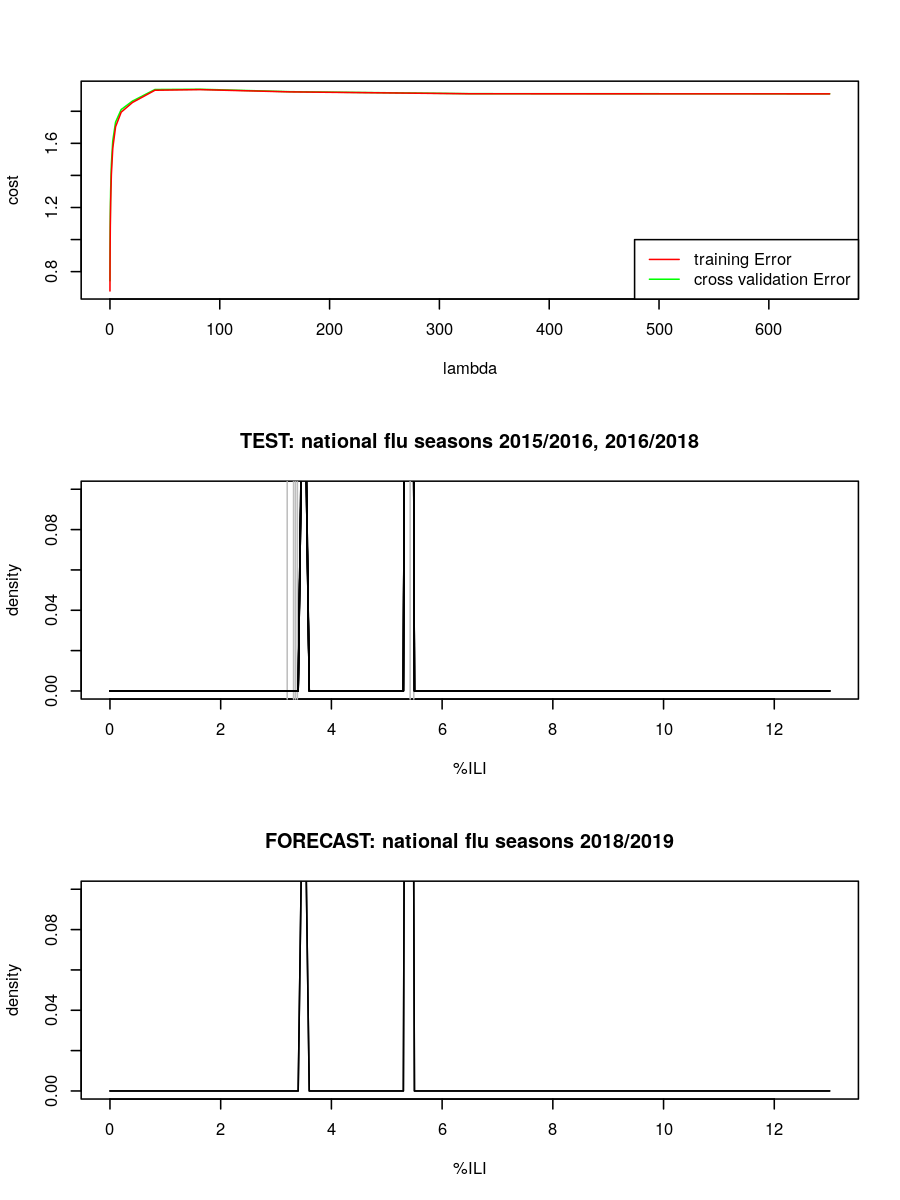 cost
0.8
1.2
1.6
training Error
cross validation Error
0 100 200 300 400 500 600
lambda
TEST: national flu seasons 2015/2016, 2016/2018
density
0.00
0.04
0.08
0 2 4 6 8 10 12
%ILI
FORECAST: national flu seasons 2018/2019
density
0.00
0.04
0.08
0 2 4 6 8 10 12
%ILI